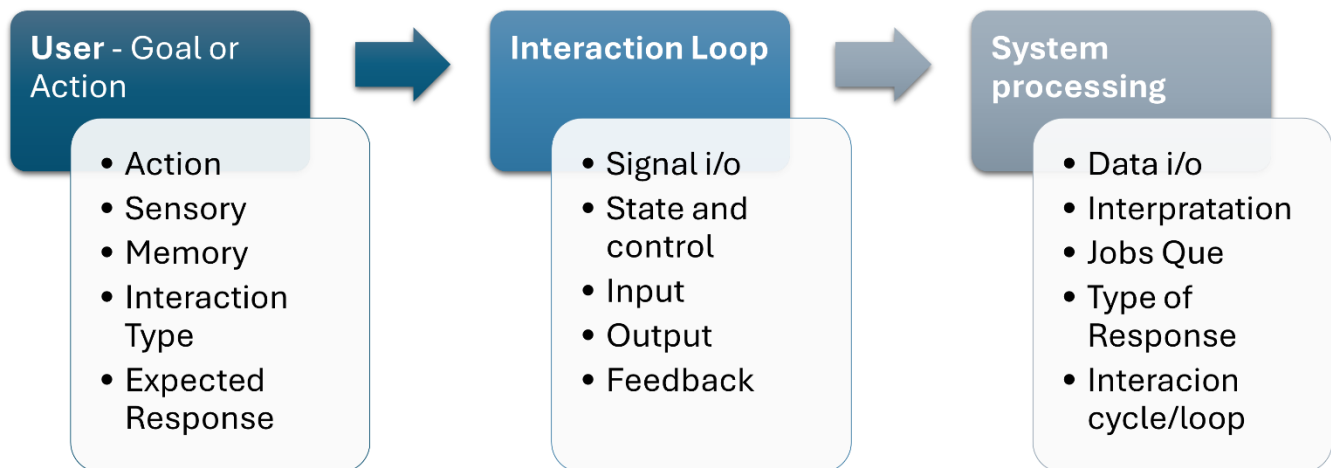 User - Goal or
Action
• Action
• Sensory
• Memory
• Interaction
Type
• Expected
Response
Interaction Loop
• Signal i/o
• State and
control
• Input
• Output
• Feedback
System
processing
• Data i/o
• Interpratation
• Jobs Que
• Type of
Response
• Interacion
cycle/loop